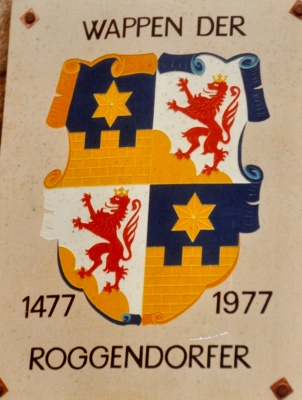 WAPPEN DER
1477 1977
ROGGENDORFER